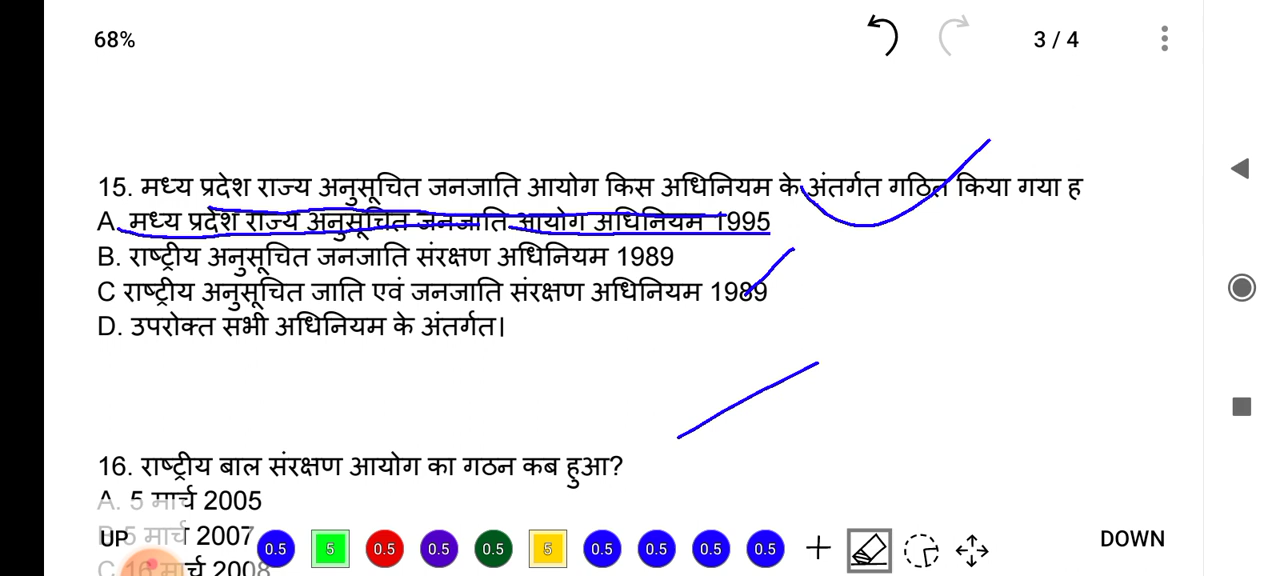 68%
3 / 4
15. मध्य प्रदेश राज्य अनुसूचित जनजाति आयोग किस अधिनियम के अंतर्गत गठित किया गया ह
A. मध्य प्रदेश राज्य अनुसूचित जनजाति आयोग अधिनियम 1995
B. राष्ट्रीय अनुसूचित जनजाति संरक्षण अधिनियम 1989
C राष्ट्रीय अनुसूचित जाति एवं जनजाति संरक्षण अधिनियम 1989
D. उपरोक्त सभी अधिनियम के अंतर्गत।
16. राष्ट्रीय बाल संरक्षण आयोग का गठन कब हुआ?
A. 5 मार्च 2005
B 5 मार्च 2007
C. 16 मार्च 2008
UP 0.5 5 0.5 0.5 0.5 5 0.5 0.5 0.5 0.5 DOWN